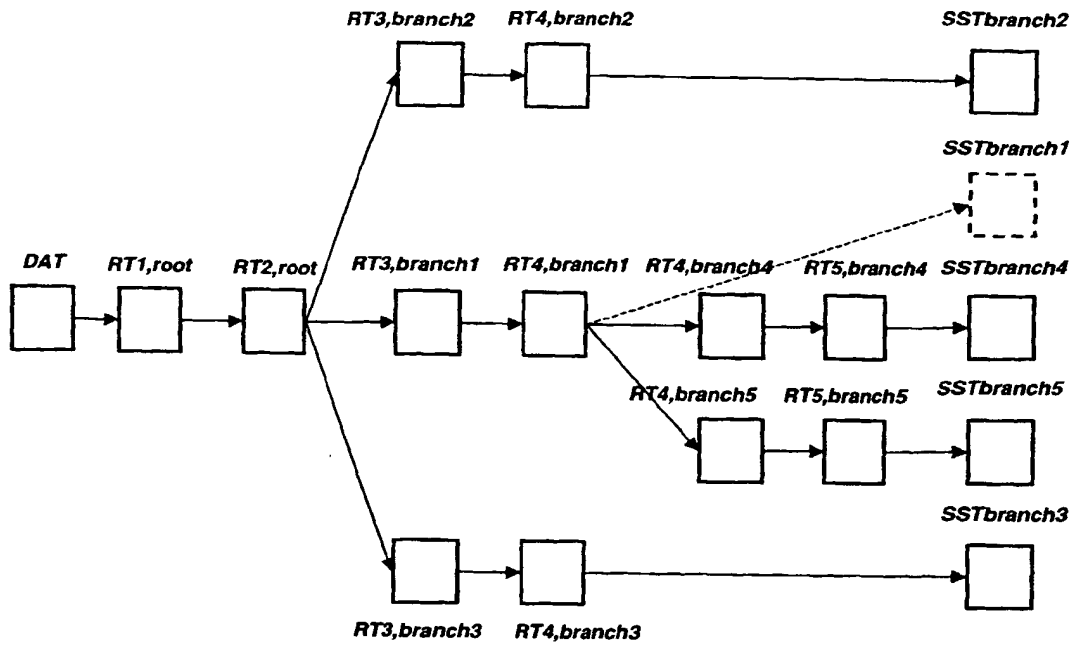 RT3,branch2 RT4,branch2 SSTbranch2
SSTbranch1
DAT RT1,root RT2,root RT3,branch1 RT4,branch1 RT4,branch4 RT5,branch4 SSTbranch4
RT4,branch5 RT5,branch5 SSTbranch5
SSTbranch3
RT3,branch3 RT4,branch3